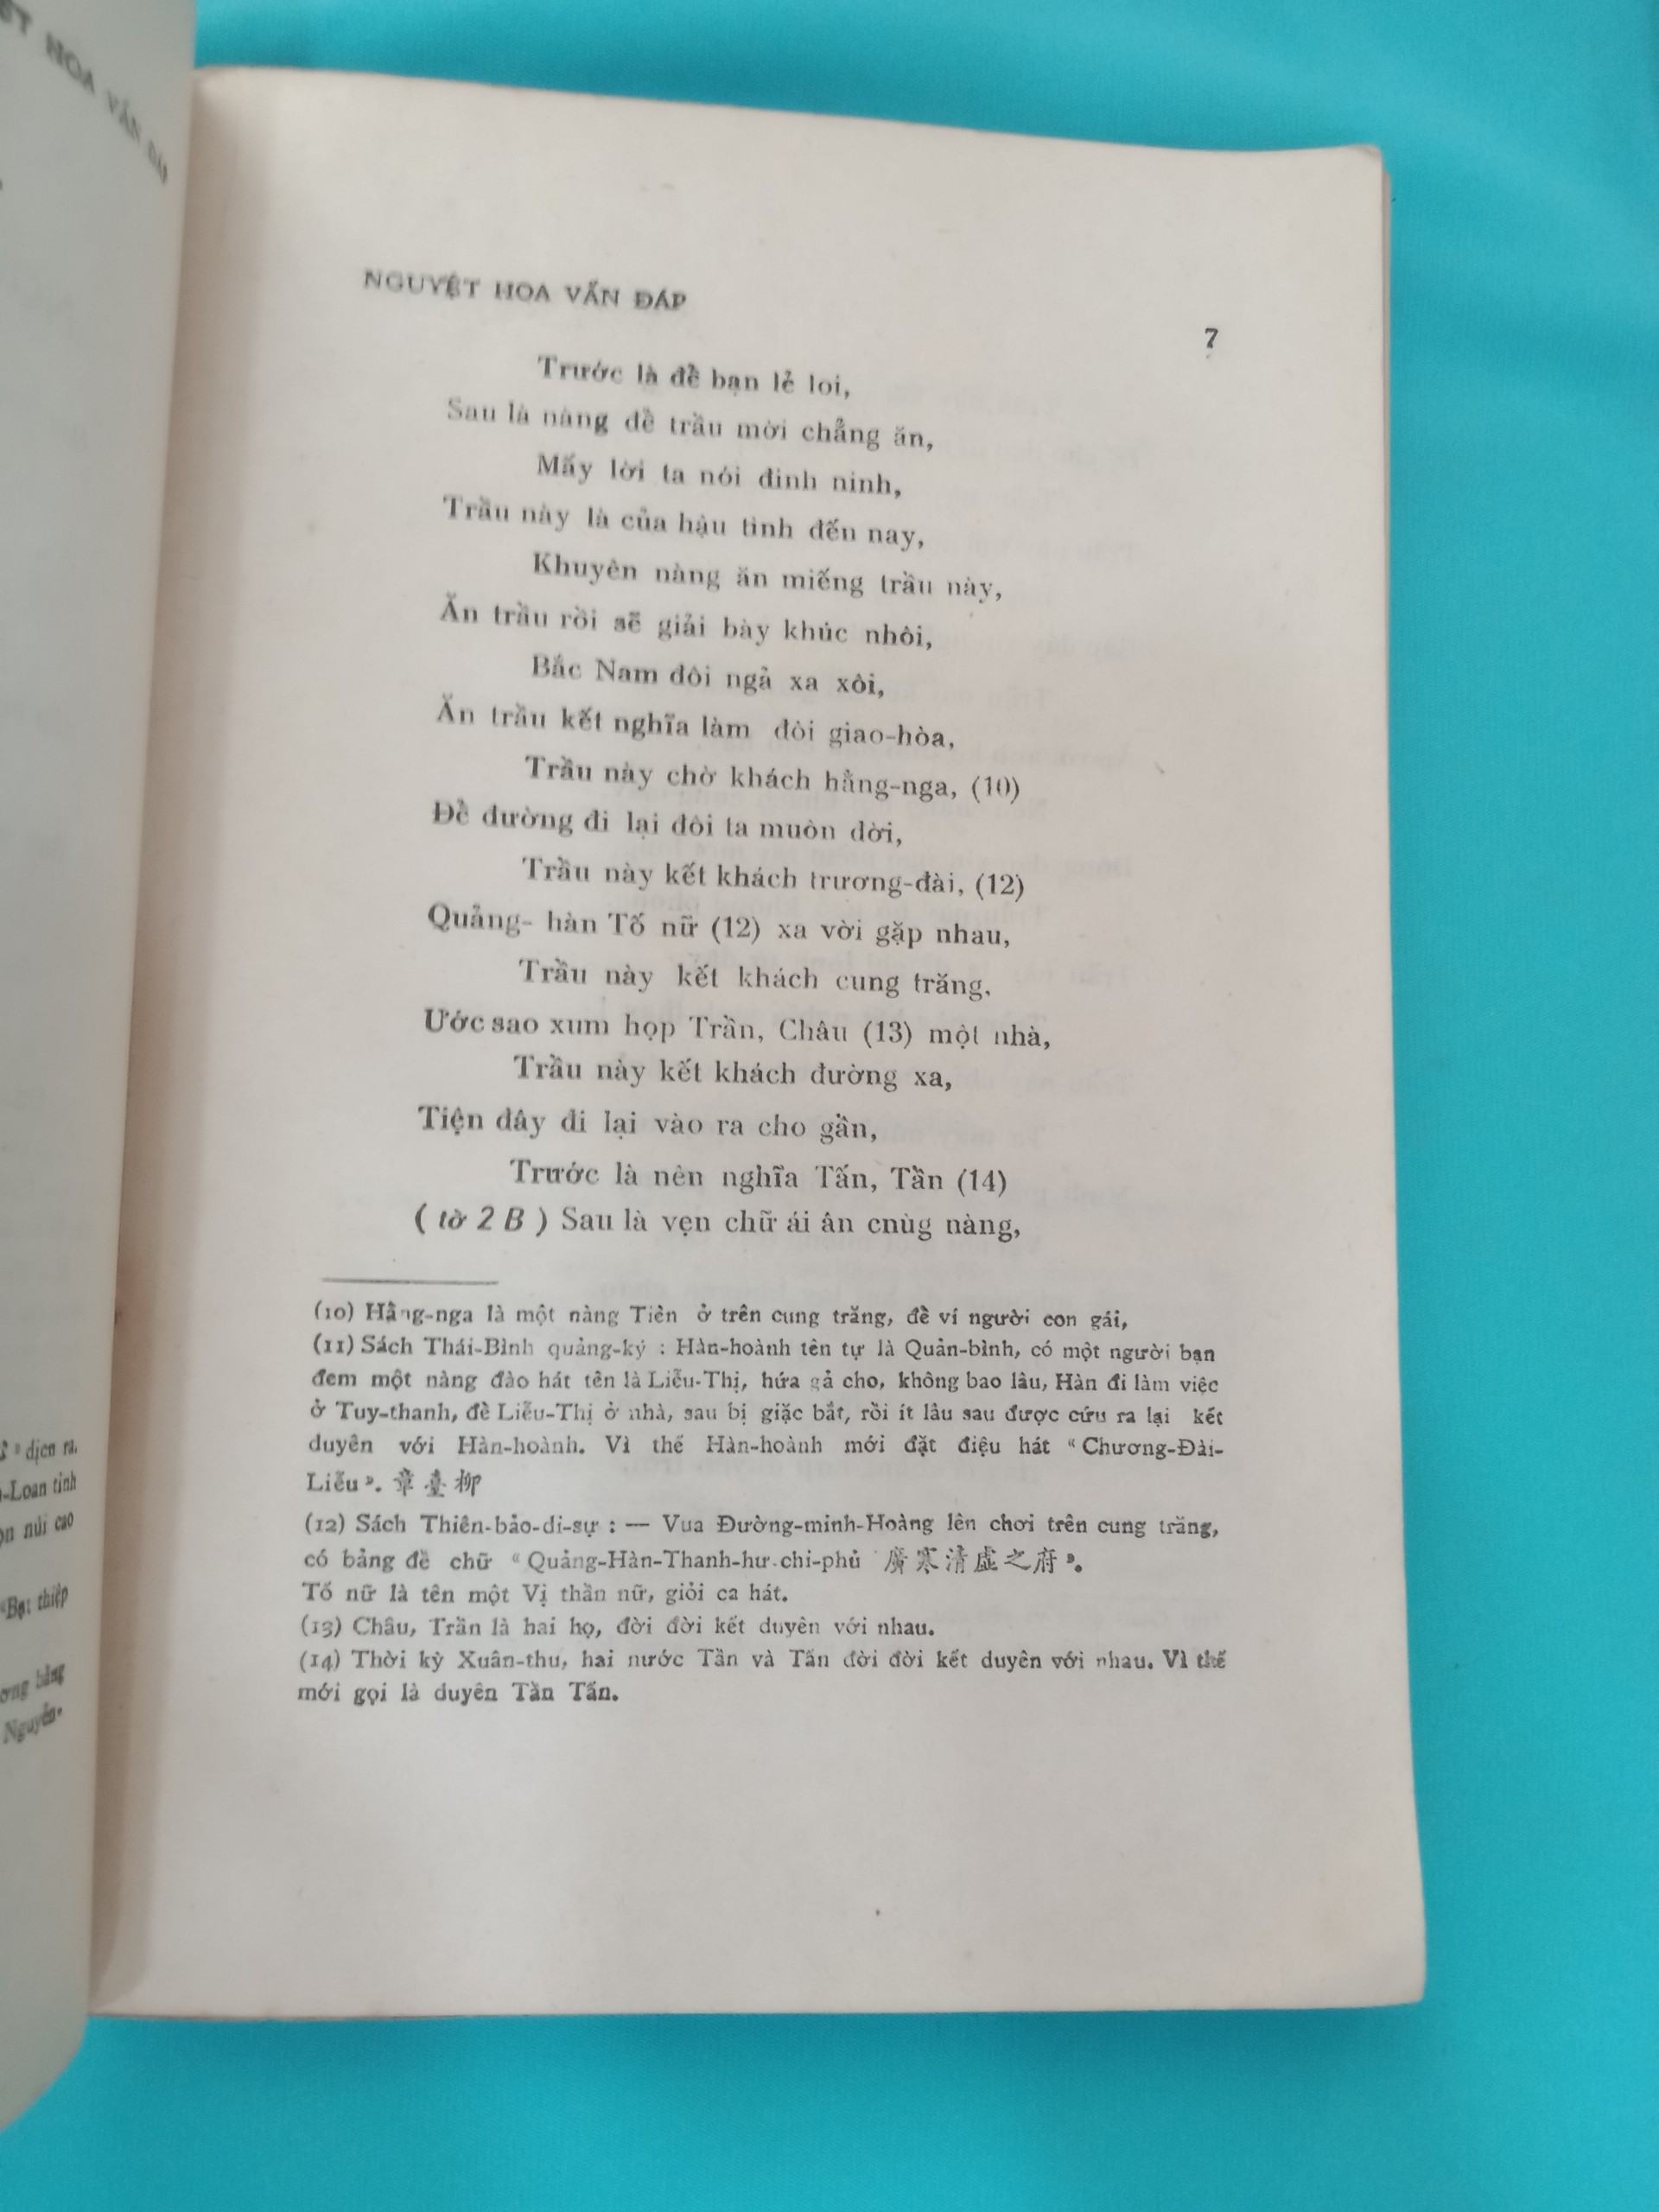 NGUYỆT HOA VẤN ĐÁP
7
Trước là để bạn lẻ loi,
Sau là nàng để trầu mời chẳng ăn,
Mấy lời ta nói đinh ninh,
Trầu này là của hậu tình đến nay,
Khuyên nàng ăn miếng trầu này,
Ăn trầu rồi sẽ giải bày khúc nhôi,
Bắc Nam đôi ngả xa xôi,
Ăn trầu kết nghĩa làm đôi giao-hòa,
Trầu này chờ khách hằng-nga, (10)
Để đường đi lại đôi ta muôn đời,
Trầu này kết khách trương-đài, (12)
Quảng- hàn Tố nữ (12) xa vời gặp nhau,
Trầu này kết khách cung trăng,
Ước sao xum họp Trần, Châu (13) một nhà,
Trầu này kết khách đường xa,
Tiện đây đi lại vào ra cho gần,
Trước là nên nghĩa Tấn, Tần (14)
( tờ 2 B ) Sau là vẹn chữ ái ân cnùg nàng,
(10) Hằng-nga là một nàng Tiên ở trên cung trăng, để ví người con gái,
(11) Sách Thái-Bình quảng-ký : Hàn-hoành tên tự là Quản-bình, có một người bạn
đem một nàng đào hát tên là Liễu-Thị, hứa gả cho, không bao lâu, Hàn đi làm việc
ở Tuy-thanh, để Liễu-Thị ở nhà, sau bị giặc bắt, rồi ít lâu sau được cứu ra lại kết
duyên với Hàn-hoành. Vì thế Hàn-hoành mới đặt điệu hát « Chương-Đài-
Liễu ». 章臺柳
(12) Sách Thiên-bảo-di-sự : — Vua Đường-minh-Hoàng lên chơi trên cung trăng,
có bảng đề chữ « Quảng-Hàn-Thanh-hư-chi-phủ 廣寒清虛之府 ».
Tố nữ là tên một Vị thần nữ, giỏi ca hát.
(13) Châu, Trần là hai họ, đời đời kết duyên với nhau.
(14) Thời kỳ Xuân-thu, hai nước Tần và Tấn đời đời kết duyên với nhau. Vì thế
mới gọi là duyên Tần Tấn.
HOA VẤN ĐÁP
» dịcn ra.
-Loan tinh
núi cao
«Bạt thiếp
bằng
Nguyễn-